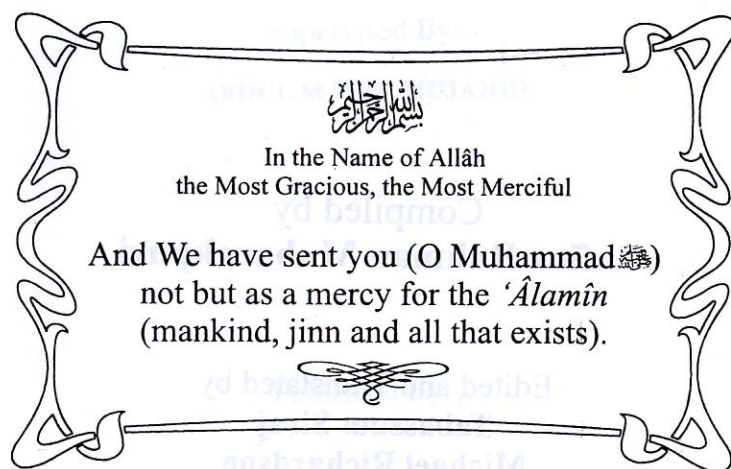 بسم الله الرحمن الرحيم
In the Name of Allâh
the Most Gracious, the Most Merciful
And We have sent you (O Muhammad ﷺ)
not but as a mercy for the ‘Âlamîn
(mankind, jinn and all that exists).